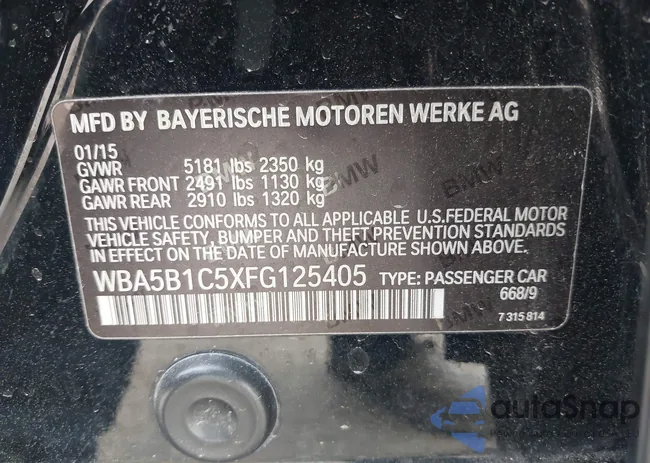 MFD BY BAYERISCHE MOTOREN WERKE AG
01/15
GVWR 5181 lbs 2350 kg
GAWR FRONT 2491 lbs 1130 kg
GAWR REAR 2910 lbs 1320 kg
THIS VEHICLE CONFORMS TO ALL APPLICABLE U.S.FEDERAL MOTOR
VEHICLE SAFETY, BUMPER AND THEFT PREVENTION STANDARDS
IN EFFECT ON THE DATE OF MANUFACTURE SHOWN ABOVE.
WBA5B1C5XFG125405 TYPE: PASSENGER CAR
668/9
7 315 814
autoSnap